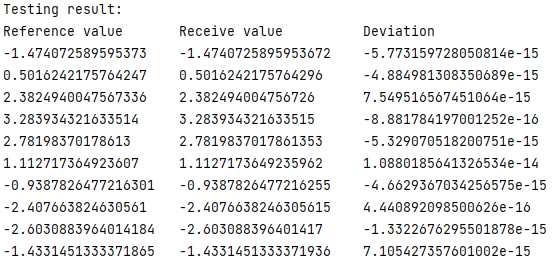 Testing result:
Reference value Receive value Deviation
-1.474072589595373 -1.4740725895953672 -5.773159728050814e-15
0.5016242175764247 0.5016242175764296 -4.884981308350689e-15
2.3824940047567336 2.382494004756726 7.549516567451064e-15
3.283934321633514 3.283934321633515 -8.881784197001252e-16
2.78198370178613 2.7819837017861353 -5.329070518200751e-15
1.112717364923607 1.1127173649235962 1.0880185641326534e-14
-0.9387826477216301 -0.9387826477216255 -4.6629367034256575e-15
-2.407663824630561 -2.4076638246305615 4.440892098500626e-16
-2.6030883964014184 -2.603088396401417 -1.3322676295501878e-15
-1.4331451333371865 -1.4331451333371936 7.105427357601002e-15